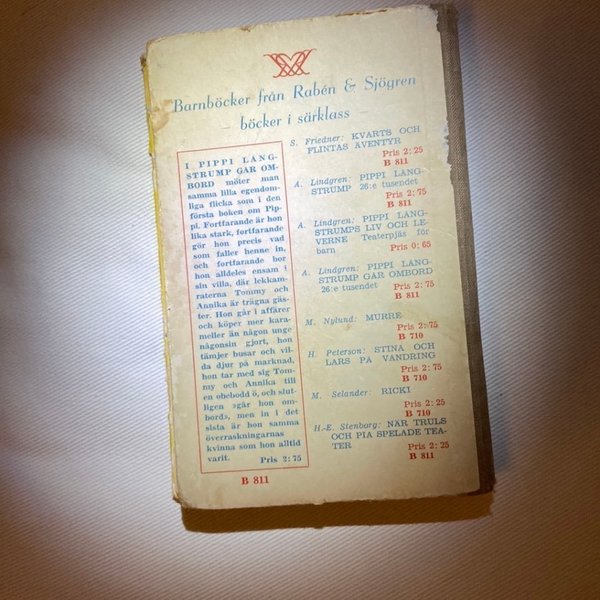 Barnböcker från Rabén & Sjögren
böcker i särklass
I PIPPI LÅNG-
STRUMP GÅR OM-
BORD möter man
samma lilla egendom-
liga flicka som i den
första boken om Pip-
pi. Fortfarande är hon
lika stark, fortfarande
gör hon precis vad
som faller henne in,
och fortfarande bor
hon alldeles ensam i
sin villa, där lekkam-
raterna Tommy och
Annika är trägna gäs-
ter. Hon går i affärer
och köper mer kara-
meller än någon unge
någonsin gjort, hon
tämjer busar och vil-
da djur på marknad,
hon tar med sig Tom-
my och Annika till
en obebodd ö, och slut-
ligen »går hon om-
bord», men in i det
sista är hon samma
överraskningarnas
kvinna som hon alltid
varit. Pris 2: 75
B 811
S. Friedner: KVARTS OCH
FLINTAS ÄVENTYR
Pris 2: 25
B 811
A. Lindgren: PIPPI LÅNG-
STRUMP 26:e tusendet
Pris 2: 75
B 811
A. Lindgren: PIPPI LÅNG-
STRUMPS LIV OCH LE-
VERNE Teaterpjäs för
barn Pris 0: 65
A. Lindgren: PIPPI LÅNG-
STRUMP GÅR OMBORD
26:e tusendet Pris 2: 75
B 811
M. Nylund: MURRE
Pris 2: 75
B 710
H. Peterson: STINA OCH
LARS PÅ VANDRING
Pris 2: 75
B 710
M. Selander: RICKI
Pris 2: 25
B 710
H.-E. Stenborg: NÄR TRULS
OCH PIA SPELADE TEA-
TER Pris 2: 25
B 811